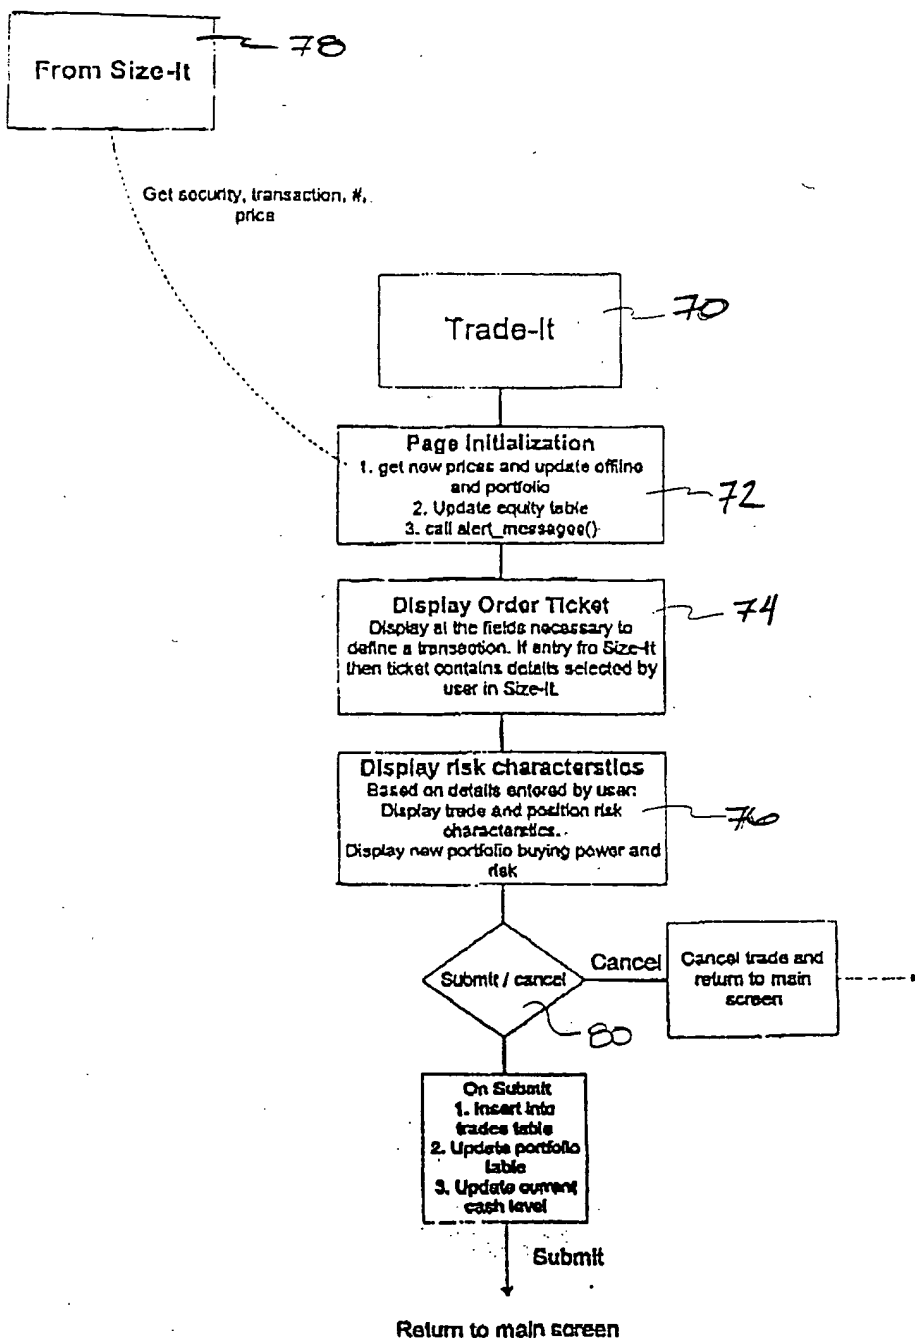 From Size-It
78
Get security, transaction, #,
price
Trade-It
70
Page Initialization
1. get new prices and update offline
and portfolio
2. Update equity table
3. call alert_messages()
72
Display Order Ticket
Display al the fields necessary to
define a transaction. If entry fro Size-It
then ticket contains details selected by
user in Size-It.
74
Display risk characterstics
Based on details entered by user:
Display trade and position risk
characterstics.
Display new portfolio buying power and
risk
76
Submit / cancel
80
Cancel
Cancel trade and
return to main
screen
On Submit
1. Insert into
trades table
2. Update portfolio
table
3. Update current
cash level
Submit
Return to main screen